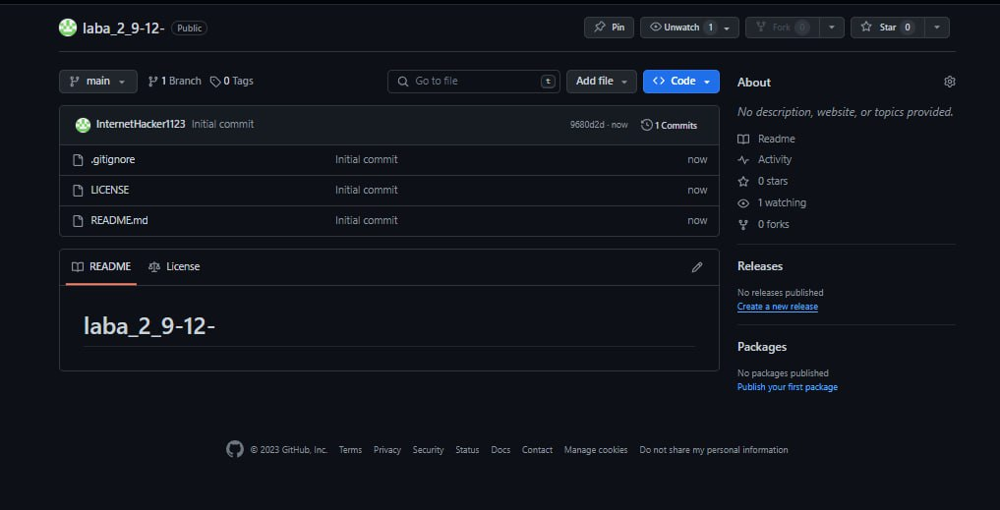 laba_2_9-12- Public Pin Unwatch 1 Fork 0 Star 0
main 1 Branch 0 Tags Go to file t Add file Code
InternetHacker1123 Initial commit 9680d2d · now 1 Commits
.gitignore Initial commit now
LICENSE Initial commit now
README.md Initial commit now
README License
laba_2_9-12-
About
No description, website, or topics provided.
Readme
Activity
0 stars
1 watching
0 forks
Releases
No releases published
Create a new release
Packages
No packages published
Publish your first package
© 2023 GitHub, Inc. Terms Privacy Security Status Docs Contact Manage cookies Do not share my personal information